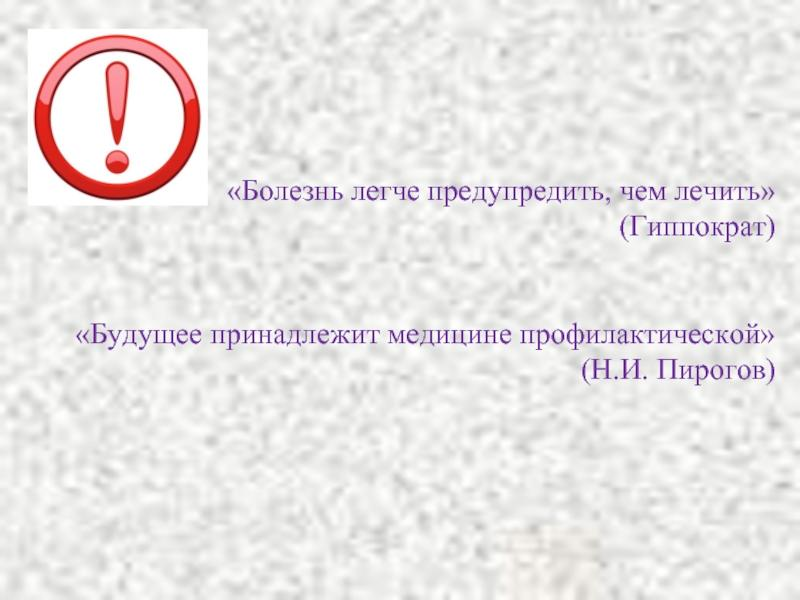 «Болезнь легче предупредить, чем лечить»
(Гиппократ)
«Будущее принадлежит медицине профилактической»
(Н.И. Пирогов)